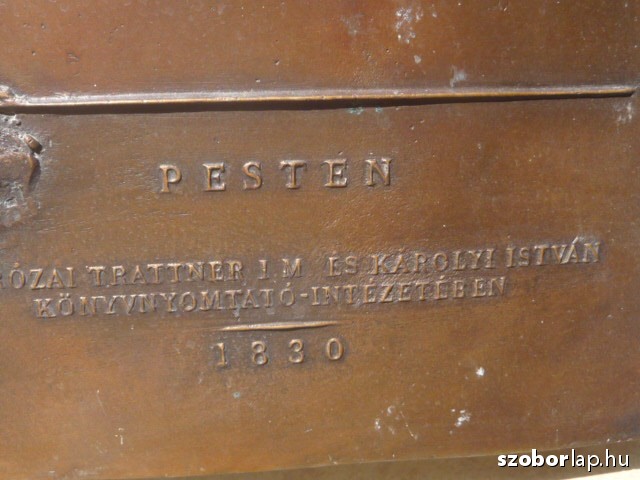 PESTEN
RÓZAI TRATTNER I. M ÉS KÁROLYI ISTVÁN
KÖNYVNYOMTATÓ-INTÉZETÉBEN
1830
szoborlap.hu